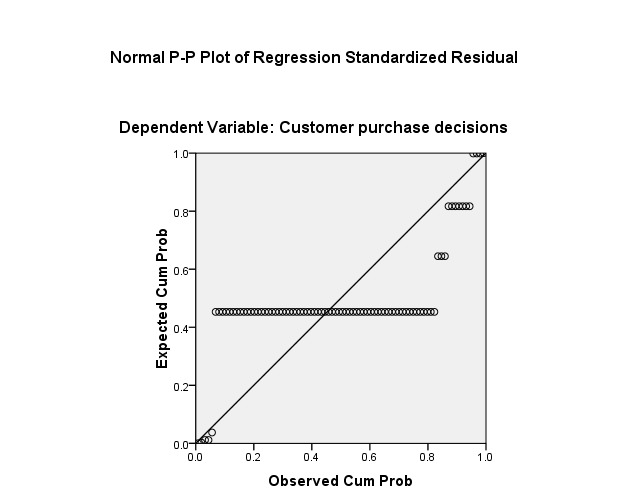 Normal P-P Plot of Regression Standardized Residual
Dependent Variable: Customer purchase decisions
1.0
0.8
0.6
0.4
0.2
0.0
Expected Cum Prob
0.0 0.2 0.4 0.6 0.8 1.0
Observed Cum Prob